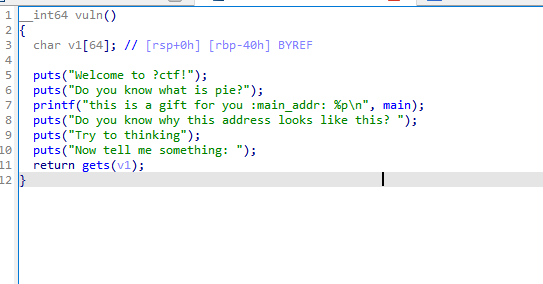 1 __int64 vuln()
2 {
3 char v1[64]; // [rsp+0h] [rbp-40h] BYREF
4
5 puts("Welcome to ?ctf!");
6 puts("Do you know what is pie?");
7 printf("this is a gift for you :main_addr: %p\n", main);
8 puts("Do you know why this address looks like this? ");
9 puts("Try to thinking");
10 puts("Now tell me something: ");
11 return gets(v1);
12 }